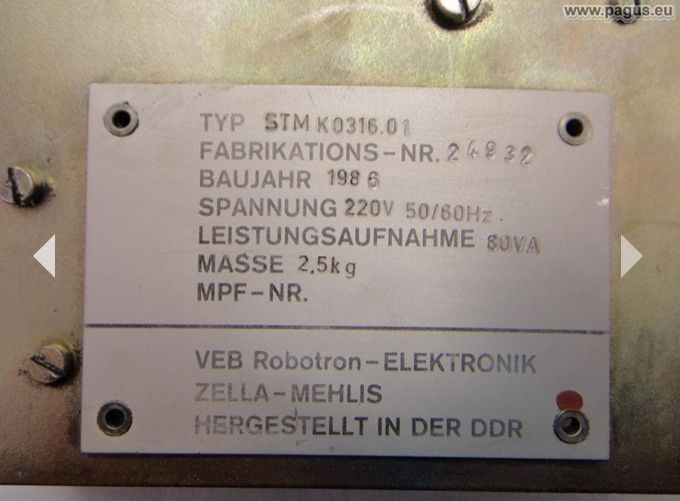 www.pagus.eu
TYP STM K0316.01
FABRIKATIONS-NR. 24932
BAUJAHR 1986
SPANNUNG 220V 50/60Hz.
LEISTUNGSAUFNAHME 80VA
MASSE 2,5kg
MPF-NR.
VEB Robotron-ELEKTRONIK
ZELLA-MEHLIS
HERGESTELLT IN DER DDR